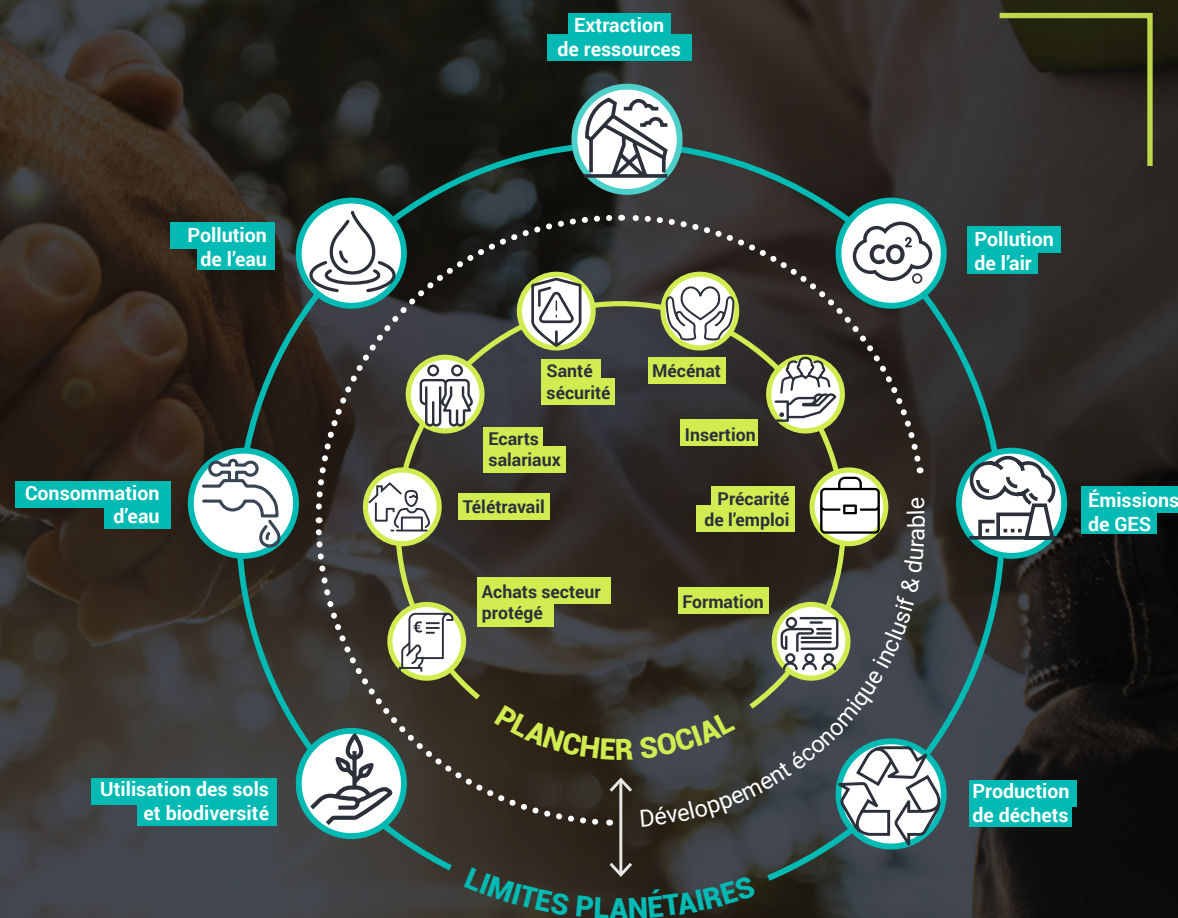 Extraction
de ressources
Pollution
de l'eau
CO²
Pollution
de l'air
Santé
sécurité
Mécénat
Ecarts
salariaux
Insertion
Consommation
d'eau
Télétravail
Précarité
de l'emploi
Émissions
de GES
Achats secteur
protégé
€
Formation
PLANCHER SOCIAL
Développement économique inclusif & durable
Utilisation des sols
et biodiversité
Production
de déchets
LIMITES PLANÉTAIRES